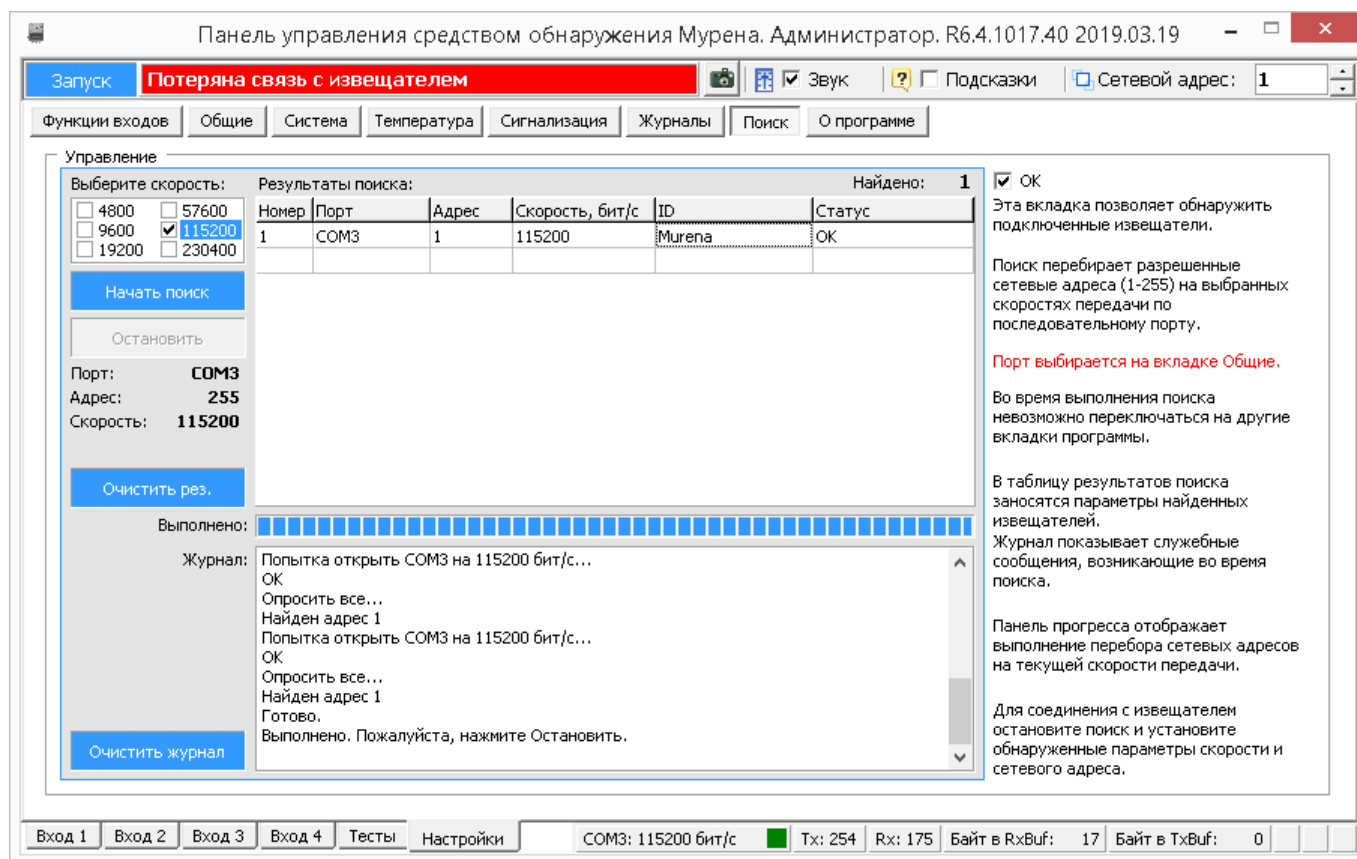 Панель управления средством обнаружения Мурена. Администратор. R6.4.1017.40 2019.03.19
Запуск Потеряна связь с извещателем Звук Подсказки Сетевой адрес: 1
Функции входов Общие Система Температура Сигнализация Журналы Поиск О программе
Управление
Выберите скорость: Результаты поиска: Найдено: 1
4800 57600
9600 115200
19200 230400
Номер Порт Адрес Скорость, бит/с ID Статус
1 COM3 1 115200 Murena OK
Начать поиск
Остановить
Порт: COM3
Адрес: 255
Скорость: 115200
Очистить рез.
Выполнено:
Журнал:
Попытка открыть COM3 на 115200 бит/с...
OK
Опросить все...
Найден адрес 1
Попытка открыть COM3 на 115200 бит/с...
OK
Опросить все...
Найден адрес 1
Готово.
Выполнено. Пожалуйста, нажмите Остановить.
Очистить журнал
OK
Эта вкладка позволяет обнаружить
подключенные извещатели.
Поиск перебирает разрешенные
сетевые адреса (1-255) на выбранных
скоростях передачи по
последовательному порту.
Порт выбирается на вкладке Общие.
Во время выполнения поиска
невозможно переключаться на другие
вкладки программы.
В таблицу результатов поиска
заносятся параметры найденных
извещателей.
Журнал показывает служебные
сообщения, возникающие во время
поиска.
Панель прогресса отображает
выполнение перебора сетевых адресов
на текущей скорости передачи.
Для соединения с извещателем
остановите поиск и установите
обнаруженные параметры скорости и
сетевого адреса.
Вход 1 Вход 2 Вход 3 Вход 4 Тесты Настройки COM3: 115200 бит/с Tx: 254 Rx: 175 Байт в RxBuf: 17 Байт в TxBuf: 0